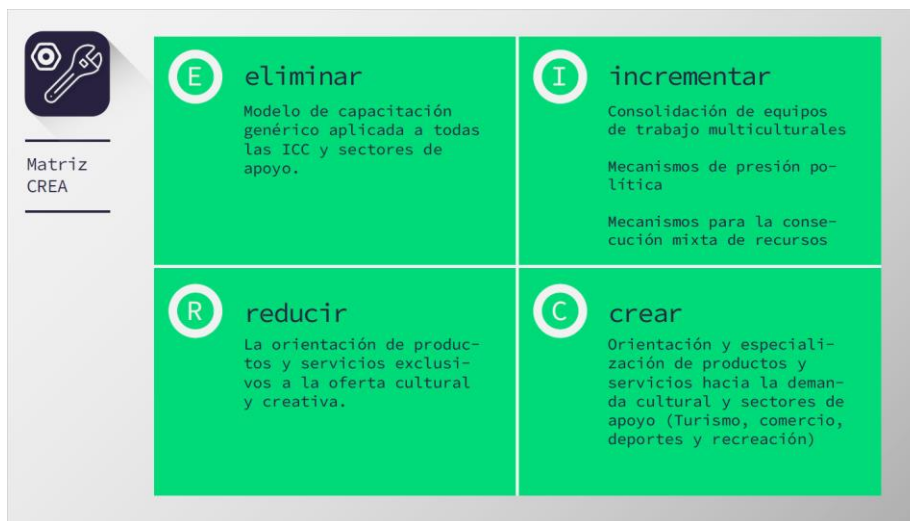 Matriz
CREA
E
eliminar
Modelo de capacitación
genérico aplicada a todas
las ICC y sectores de
apoyo.
I
incrementar
Consolidación de equipos
de trabajo multiculturales
Mecanismos de presión po-
lítica
Mecanismos para la conse-
cución mixta de recursos
R
reducir
La orientación de produc-
tos y servicios exclusi-
vos a la oferta cultural
y creativa.
C
crear
Orientación y especiali-
zación de productos y
servicios hacia la deman-
da cultural y sectores de
apoyo (Turismo, comercio,
deportes y recreación)